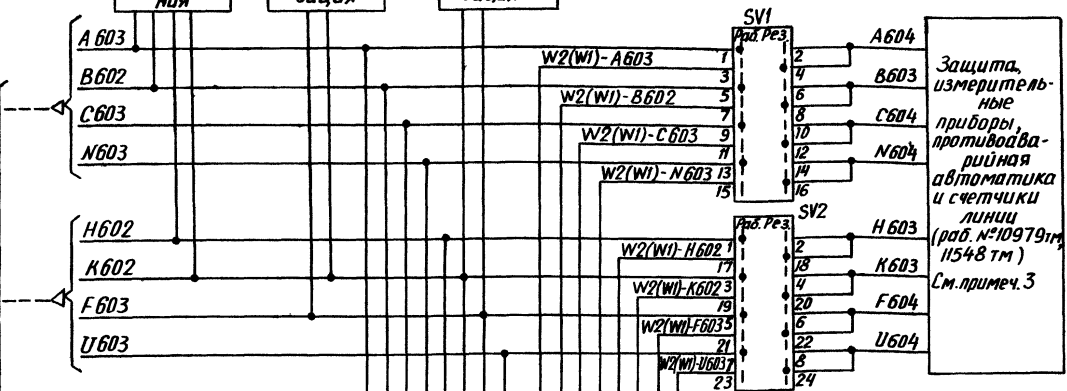 ния
SV1
Раб. Рез.
A603
1
2
A604
W2(W1)-A603
3
4
B602
5
6
B603
W2(W1)-B602
7
8
C603
9
10
C604
W2(W1)-C603
11
12
N603
13
14
N604
W2(W1)-N603
15
16
Защита,
измеритель-
ные
приборы,
противоава-
рийная
автоматика
и счетчики
линии
(раб. №10979тм,
11548 тм)
См. примеч. 3
SV2
Раб. Рез.
H602
1
2
H603
W2(W1)-H602
17
18
K602
3
4
K603
W2(W1)-K602
19
20
F603
5
6
F604
W2(W1)-F603
21
22
U603
7
8
U604
W2(W1)-U603
23
24